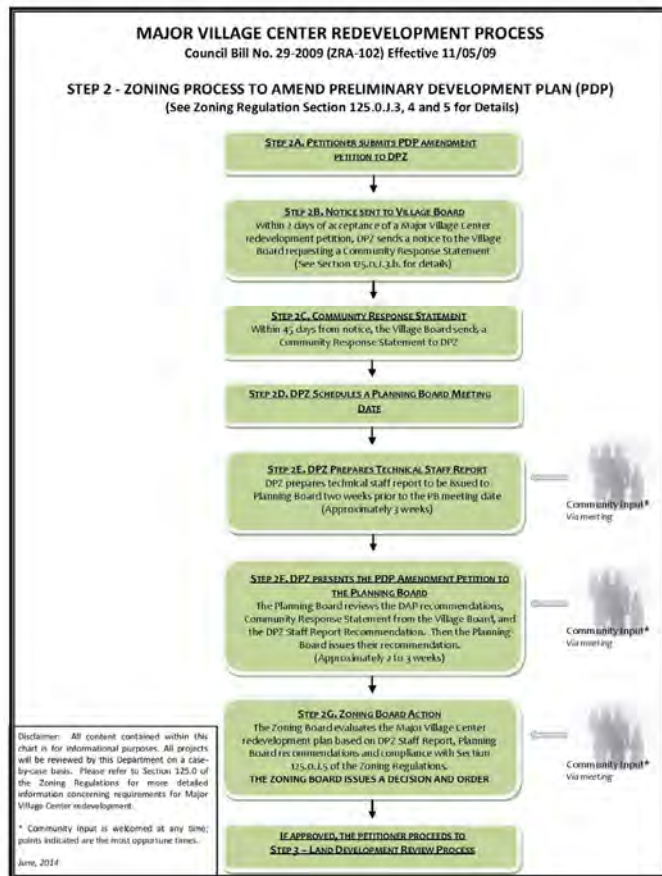 MAJOR VILLAGE CENTER REDEVELOPMENT PROCESS
Council Bill No. 29-2009 (ZRA-102) Effective 11/05/09
STEP 2 - ZONING PROCESS TO AMEND PRELIMINARY DEVELOPMENT PLAN (PDP)
(See Zoning Regulation Section 125.0.J.3, 4 and 5 for Details)
STEP 2A. PETITIONER SUBMITS PDP AMENDMENT
PETITION TO DPZ
STEP 2B. NOTICE SENT TO VILLAGE BOARD
Within 7 days of acceptance of a Major Village Center
redevelopment petition, DPZ sends a notice to the Village
Board requesting a Community Response Statement
(See Section 125.0.J.3.b. for details)
STEP 2C. COMMUNITY RESPONSE STATEMENT
Within 45 days from notice, the Village Board sends a
Community Response Statement to DPZ
STEP 2D. DPZ SCHEDULES A PLANNING BOARD MEETING
DATE
STEP 2E. DPZ PREPARES TECHNICAL STAFF REPORT
DPZ prepares technical staff report to be issued to
Planning Board two weeks prior to the PB meeting date
(Approximately 3 weeks)
Community Input*
Via meeting
STEP 2F. DPZ PRESENTS THE PDP AMENDMENT PETITION TO
THE PLANNING BOARD
The Planning Board reviews the DAP recommendations,
Community Response Statement from the Village Board, and
the DPZ Staff Report Recommendation. Then the Planning
Board issues their recommendation.
(Approximately 2 to 3 weeks)
Community Input*
Via meeting
STEP 2G. ZONING BOARD ACTION
The Zoning Board evaluates the Major Village Center
redevelopment plan based on DPZ Staff Report, Planning
Board recommendations and compliance with Section
125.0.J.5 of the Zoning Regulations.
THE ZONING BOARD ISSUES A DECISION AND ORDER
Community Input*
Via meeting
IF APPROVED, THE PETITIONER PROCEEDS TO
STEP 3 – LAND DEVELOPMENT REVIEW PROCESS
Disclaimer: All content contained within this
chart is for informational purposes. All projects
will be reviewed by this Department on a case-
by-case basis. Please refer to Section 125.0 of
the Zoning Regulations for more detailed
information concerning requirements for Major
Village Center redevelopment.
* Community Input is welcomed at any time;
points indicated are the most opportune times.
June, 2014